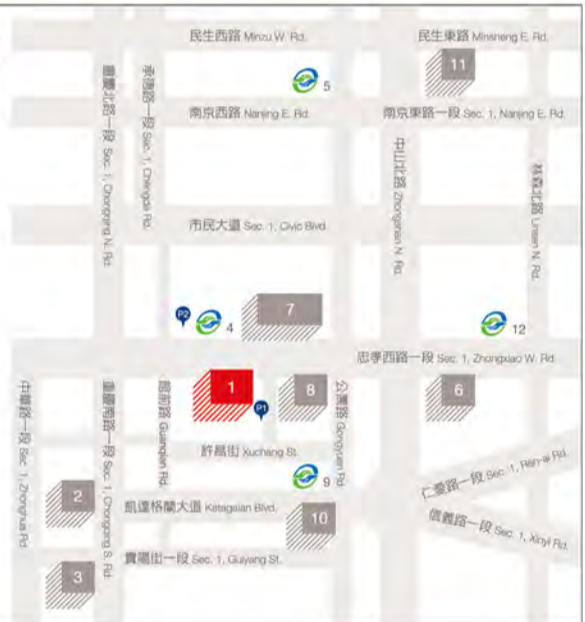 民生西路 Minzu W. Rd.
民生東路 Minsheng E. Rd.
11
5
重慶北路一段 Sec. 1, Chongqing N. Rd.
承德路一段 Sec. 1, Chengde Rd.
南京西路 Nanjing E. Rd.
南京東路一段 Sec. 1, Nanjing E. Rd.
中山北路 Zhongshan N. Rd.
林森北路 Linsen N. Rd.
市民大道 Sec. 1, Civic Blvd.
P2
4
7
12
忠孝西路一段 Sec. 1, Zhongxiao W. Rd.
1
P1
8
6
中華路一段 Sec. 1, Zhonghua Rd.
重慶南路一段 Sec. 1, Chongqing S. Rd.
館前路 Guanqian Rd.
公園路 Gongyuan Rd.
許昌街 Xuchang St.
9
2
凱達格蘭大道 Ketagalan Blvd.
10
仁愛路一段 Sec. 1, Ren-ai Rd.
信義路一段 Sec. 1, Xinyi Rd.
貴陽街一段 Sec. 1, Guiyang St.
3